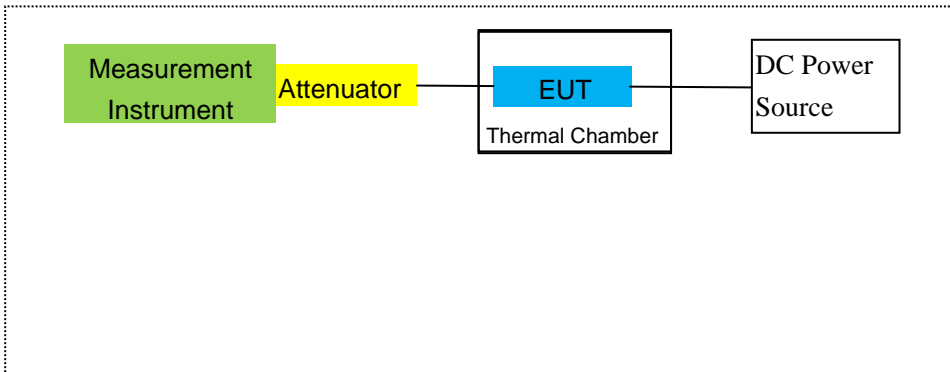 Measurement
Instrument
Attenuator
EUT
Thermal Chamber
DC Power
Source